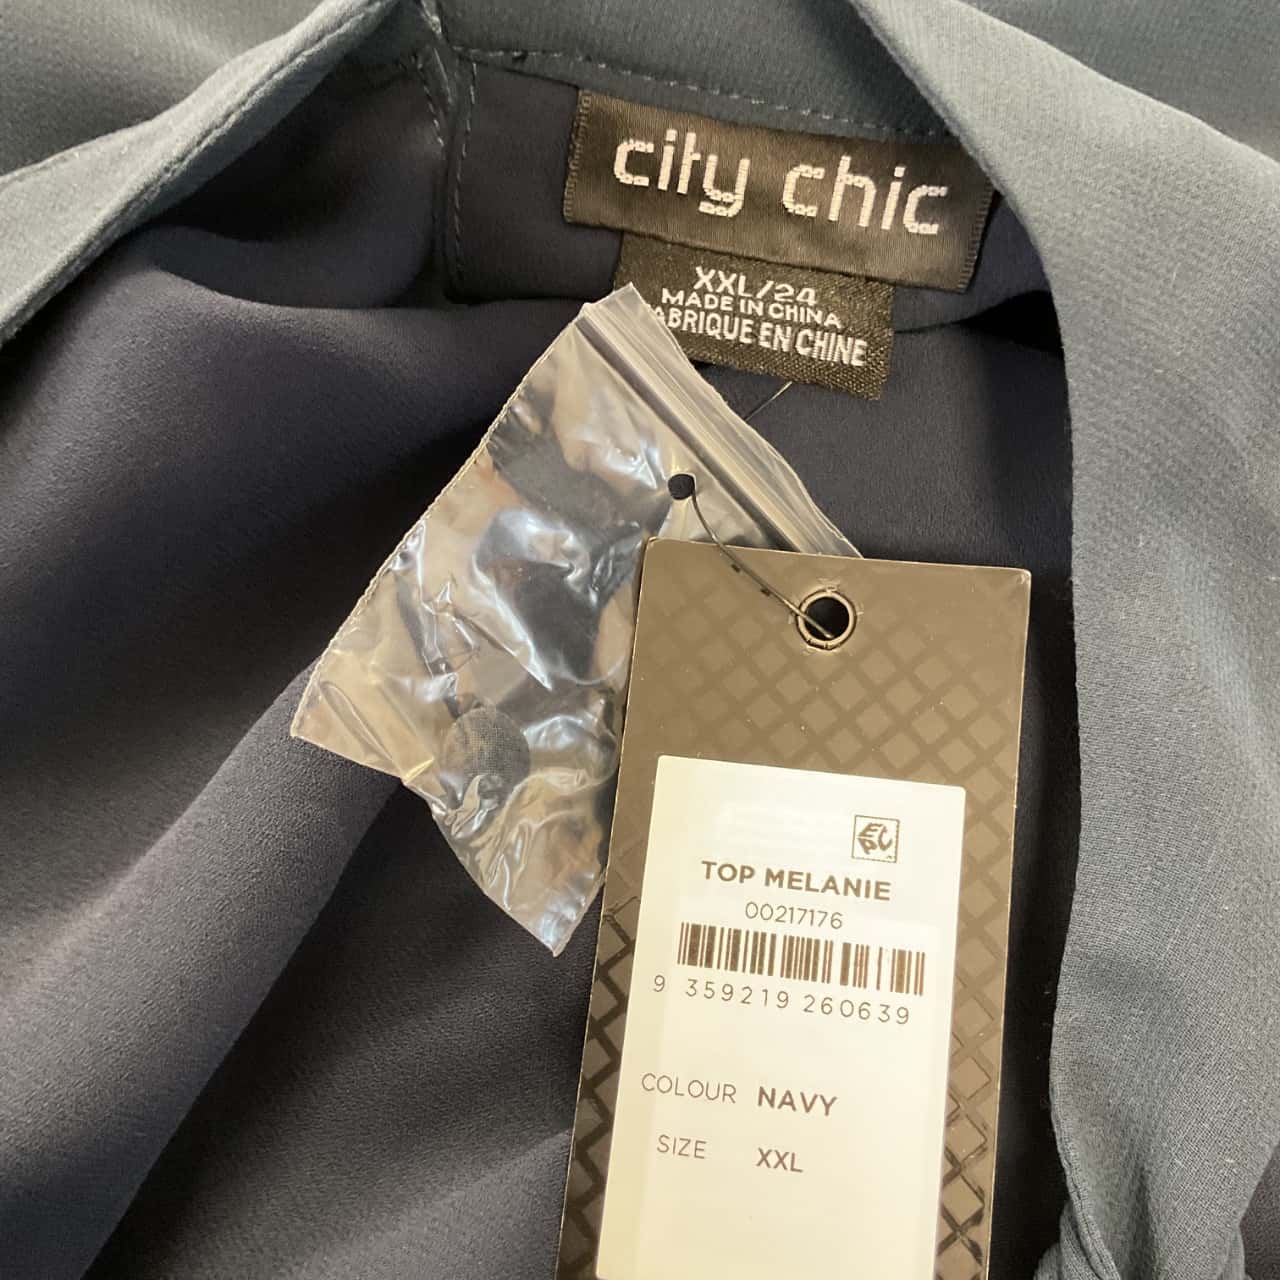 city chic
XXL/24
MADE IN CHINA
FABRIQUE EN CHINE
TOP MELANIE
00217176
9 359219 260639
COLOUR NAVY
SIZE XXL